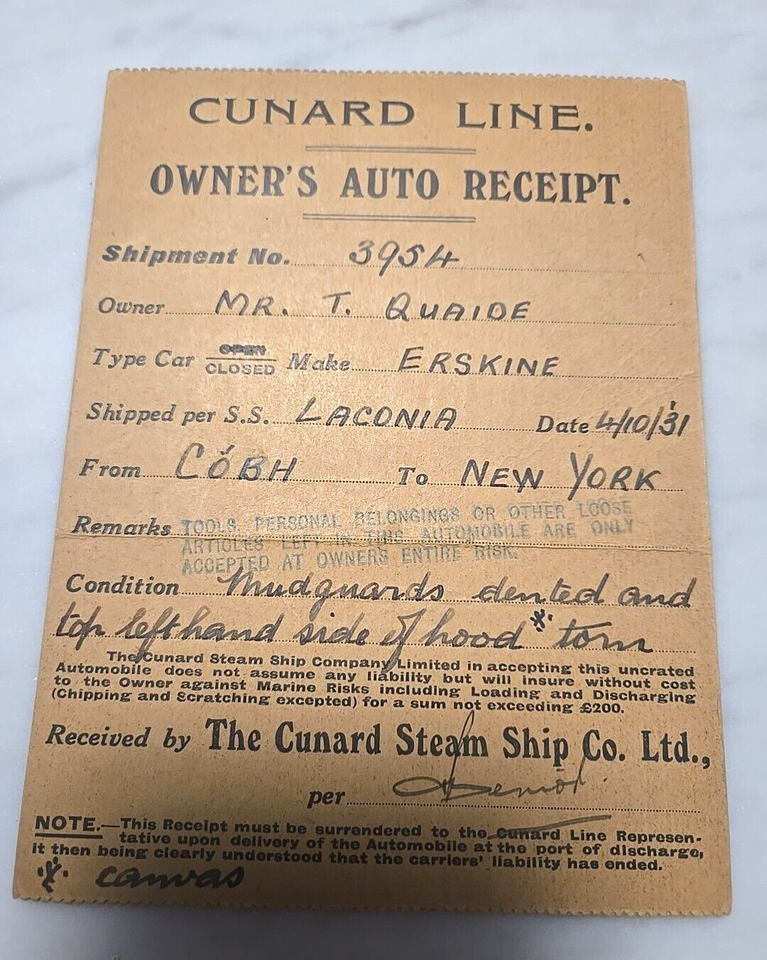 CUNARD LINE.
OWNER'S AUTO RECEIPT.
Shipment No. 3954
Owner MR. T. QUAIDE
Type Car OPEN CLOSED Make ERSKINE
Shipped per S.S. LACONIA Date 4/10/31
From CÓBH To NEW YORK
Remarks TOOLS, PERSONAL BELONGINGS OR OTHER LOOSE
ARTICLES LEFT IN THIS AUTOMOBILE ARE ONLY
ACCEPTED AT OWNERS ENTIRE RISK.
Condition Mudguards dented and
top left hand side of hood * torn
The Cunard Steam Ship Company Limited in accepting this uncrated
Automobile does not assume any liability but will insure without cost
to the Owner against Marine Risks including Loading and Discharging
(Chipping and Scratching excepted) for a sum not exceeding £200.
Received by The Cunard Steam Ship Co. Ltd.,
per
NOTE.—This Receipt must be surrendered to the Cunard Line Represen-
tative upon delivery of the Automobile at the port of discharge,
it then being clearly understood that the carriers' liability has ended.
* canvas